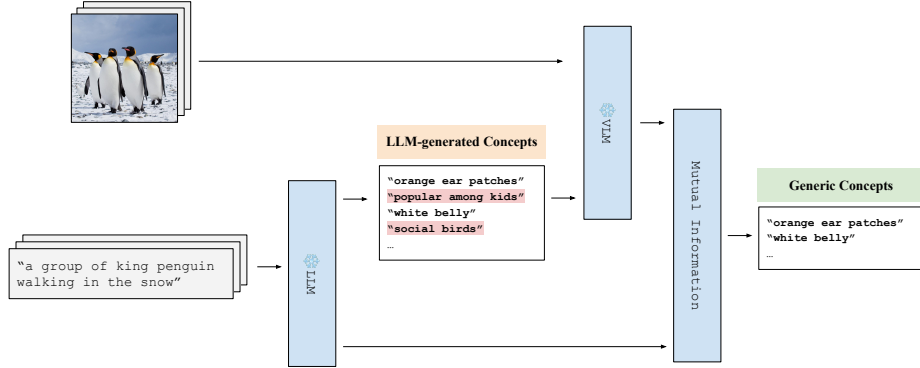 LLM-generated Concepts
“orange ear patches”
“popular among kids”
“white belly”
“social birds”
…
“a group of king penguin
walking in the snow”
LLM
VLM
Mutual Information
Generic Concepts
“orange ear patches”
“white belly”
…